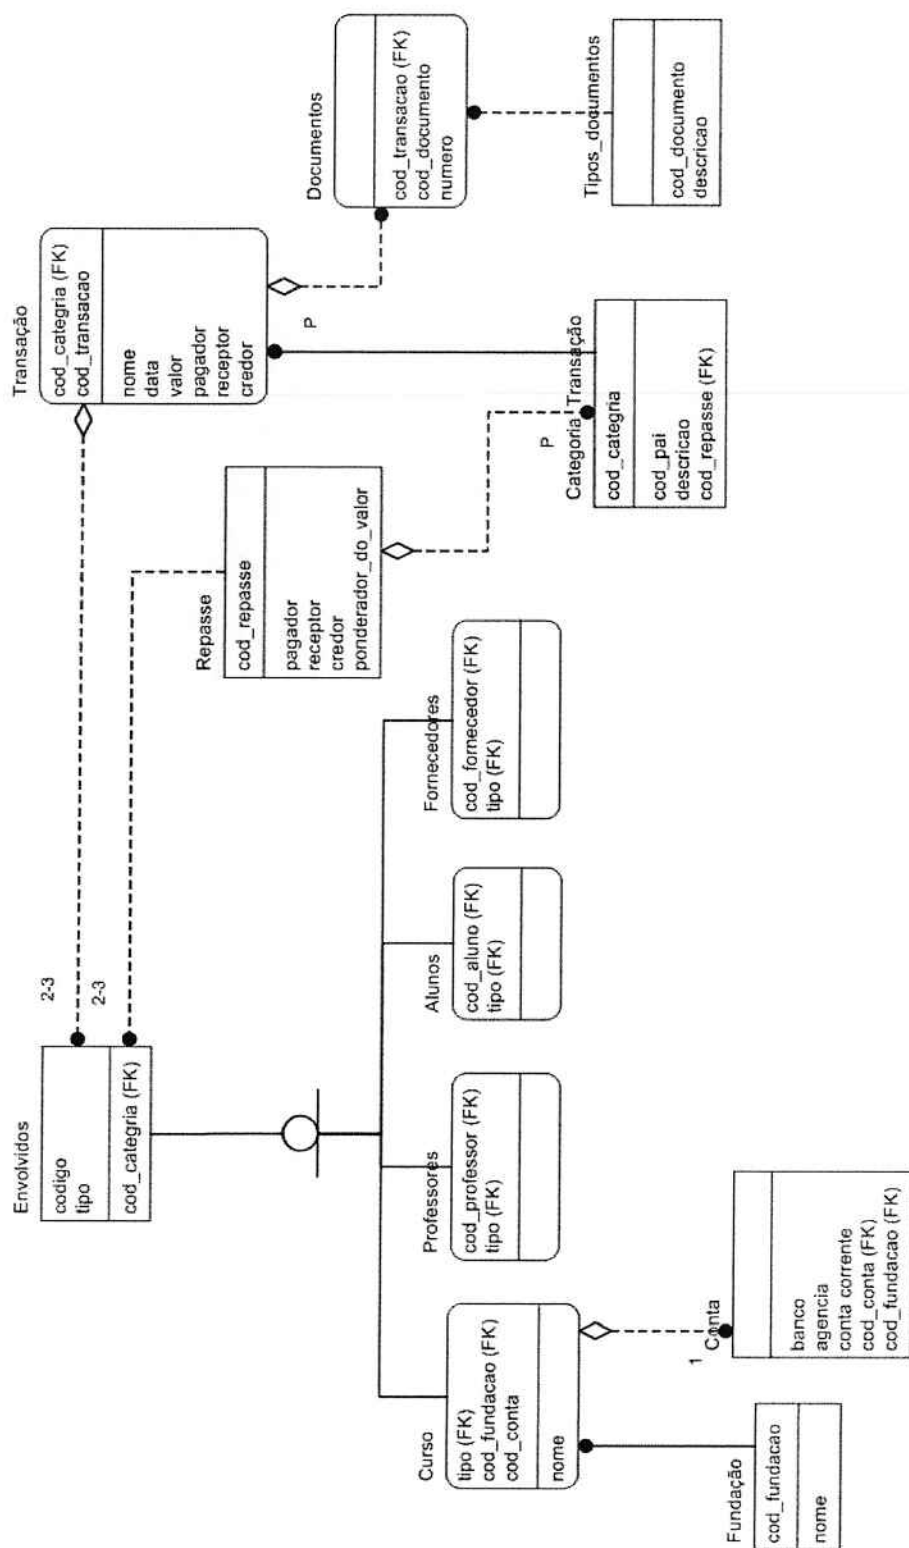 Envolvidos
codigo
tipo
cod_categria (FK)
2-3
2-3
Transação
cod_categria (FK)
cod_transacao
nome
data
valor
pagador
receptor
credor
Repasse
cod_repasse
pagador
receptor
credor
ponderador_do_valor
P
Documentos
cod_transacao (FK)
cod_documento
numero
Curso
tipo (FK)
cod_fundacao (FK)
cod_conta
nome
Professores
cod_professor (FK)
tipo (FK)
Alunos
cod_aluno (FK)
tipo (FK)
Fornecedores
cod_fornecedor (FK)
tipo (FK)
P
Categoria_Transação
cod_categria
cod_pai
descricao
cod_repasse (FK)
Tipos_documentos
cod_documento
descricao
Fundação
cod_fundacao
nome
1
Conta
banco
agencia
conta corrente
cod_conta (FK)
cod_fundacao (FK)